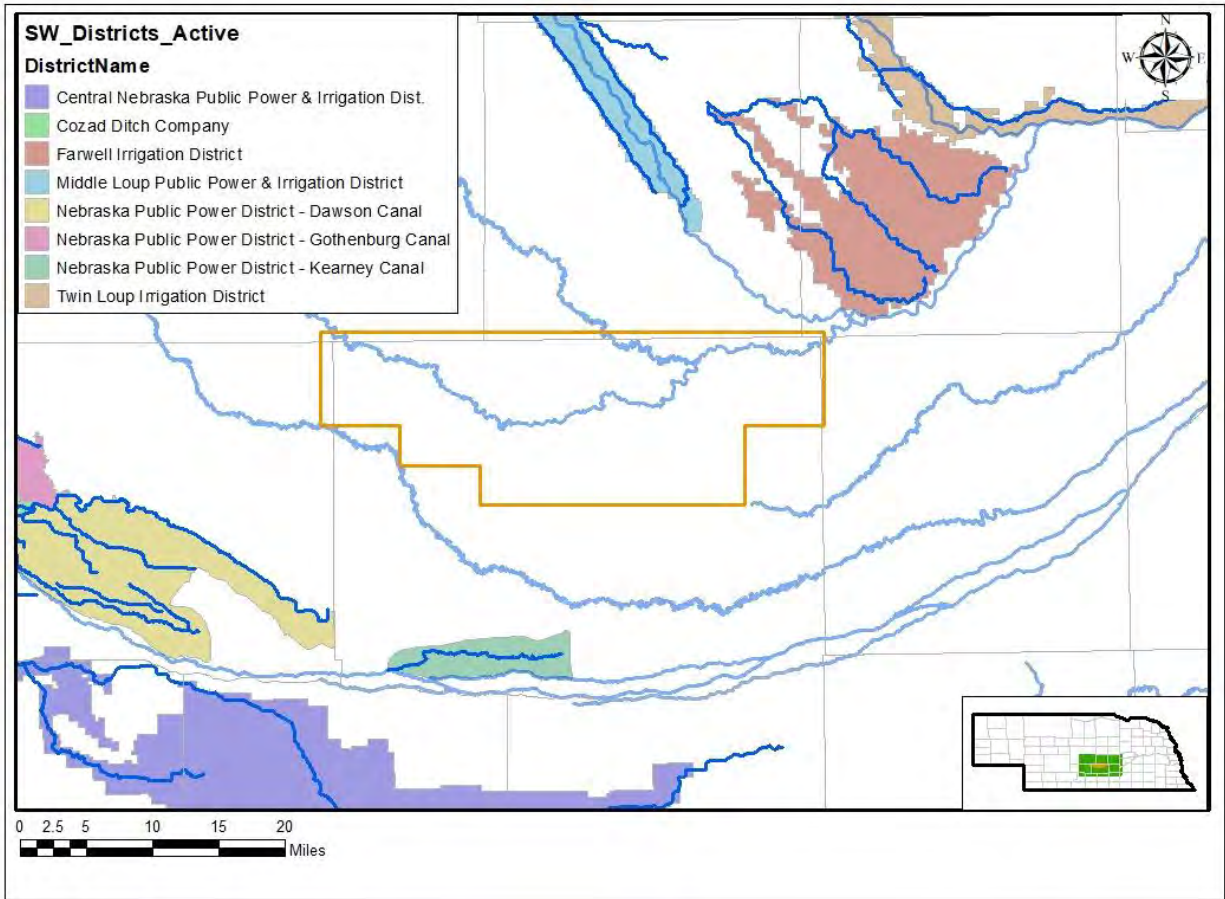 SW_Districts_Active
DistrictName
Central Nebraska Public Power & Irrigation Dist.
Cozad Ditch Company
Farwell Irrigation District
Middle Loup Public Power & Irrigation District
Nebraska Public Power District - Dawson Canal
Nebraska Public Power District - Gothenburg Canal
Nebraska Public Power District - Kearney Canal
Twin Loup Irrigation District
N
W E
S
0 2.5 5 10 15 20
Miles